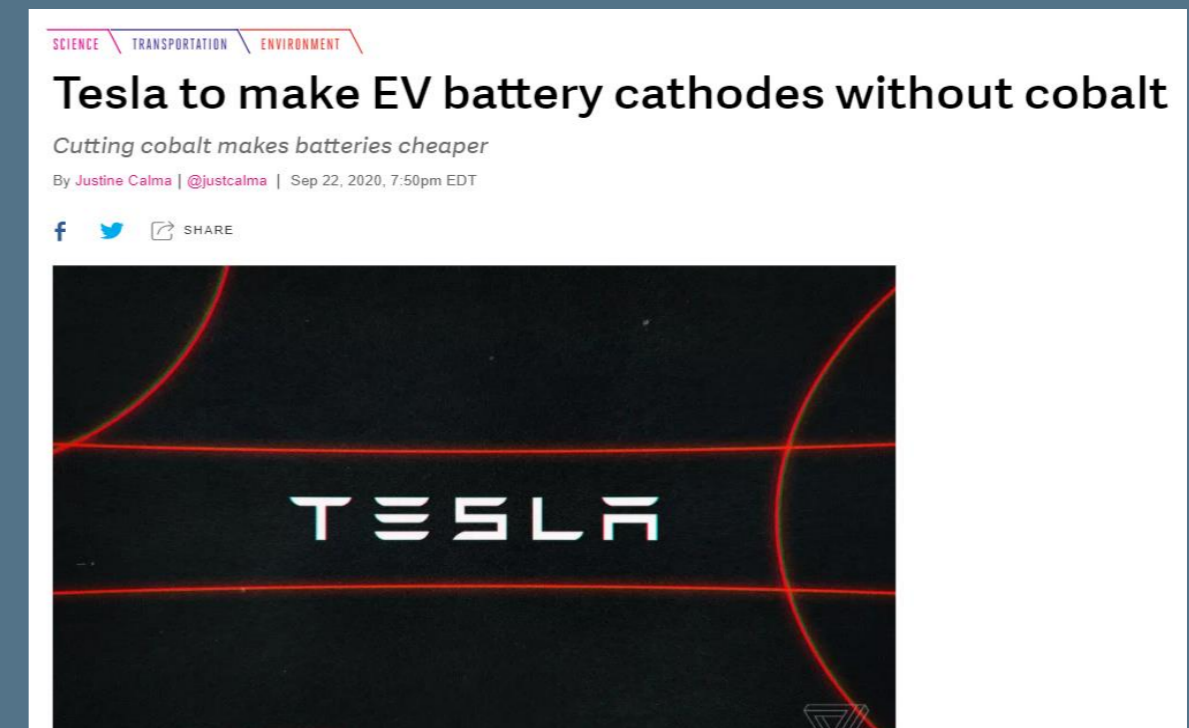 SCIENCE TRANSPORTATION ENVIRONMENT
Tesla to make EV battery cathodes without cobalt
Cutting cobalt makes batteries cheaper
By Justine Calma | @justcalma | Sep 22, 2020, 7:50pm EDT
f SHARE
TESLA